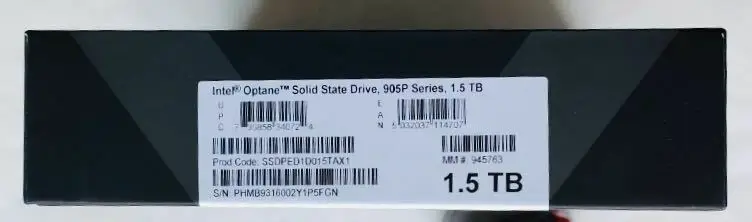 Intel® Optane™ Solid State Drive, 905P Series, 1.5 TB
U P C
E A N 5 032037 114707
Prod Code: SSDPED1D015TAX1
MM #: 945763
S/N: PHMB9316002Y1P5FGN
1.5 TB